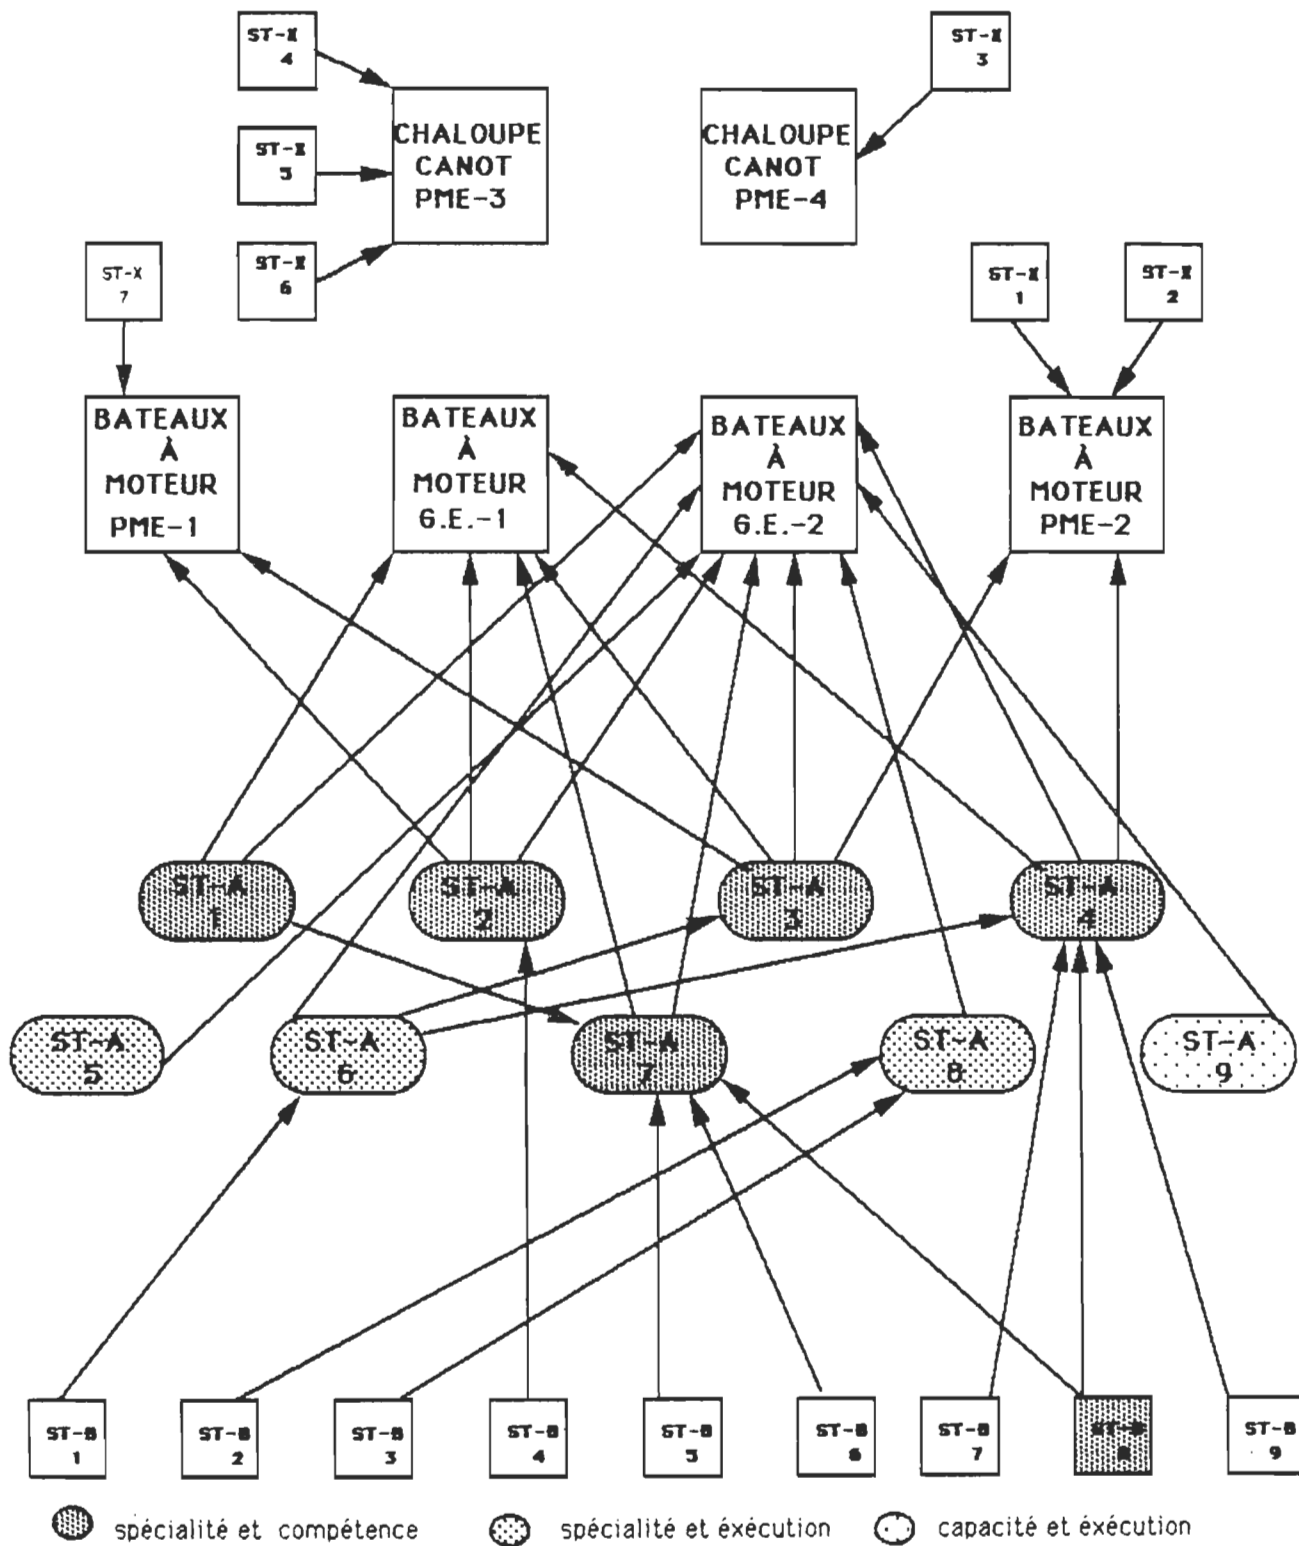 ST-X
4
ST-X
3
CHALOUPE
CANOT
PME-3
CHALOUPE
CANOT
PME-4
ST-X
5
ST-X
6
ST-X
7
ST-X
1
ST-X
2
BATEAUX
À
MOTEUR
PME-1
BATEAUX
À
MOTEUR
G.E.-1
BATEAUX
À
MOTEUR
G.E.-2
BATEAUX
À
MOTEUR
PME-2
ST-A
1
ST-A
2
ST-A
3
ST-A
4
ST-A
5
ST-A
6
ST-A
7
ST-A
8
ST-A
9
ST-B
1
ST-B
2
ST-B
3
ST-B
4
ST-B
5
ST-B
6
ST-B
7
ST-B
8
ST-B
9
spécialité et compétence
spécialité et éxécution
capacité et éxécution